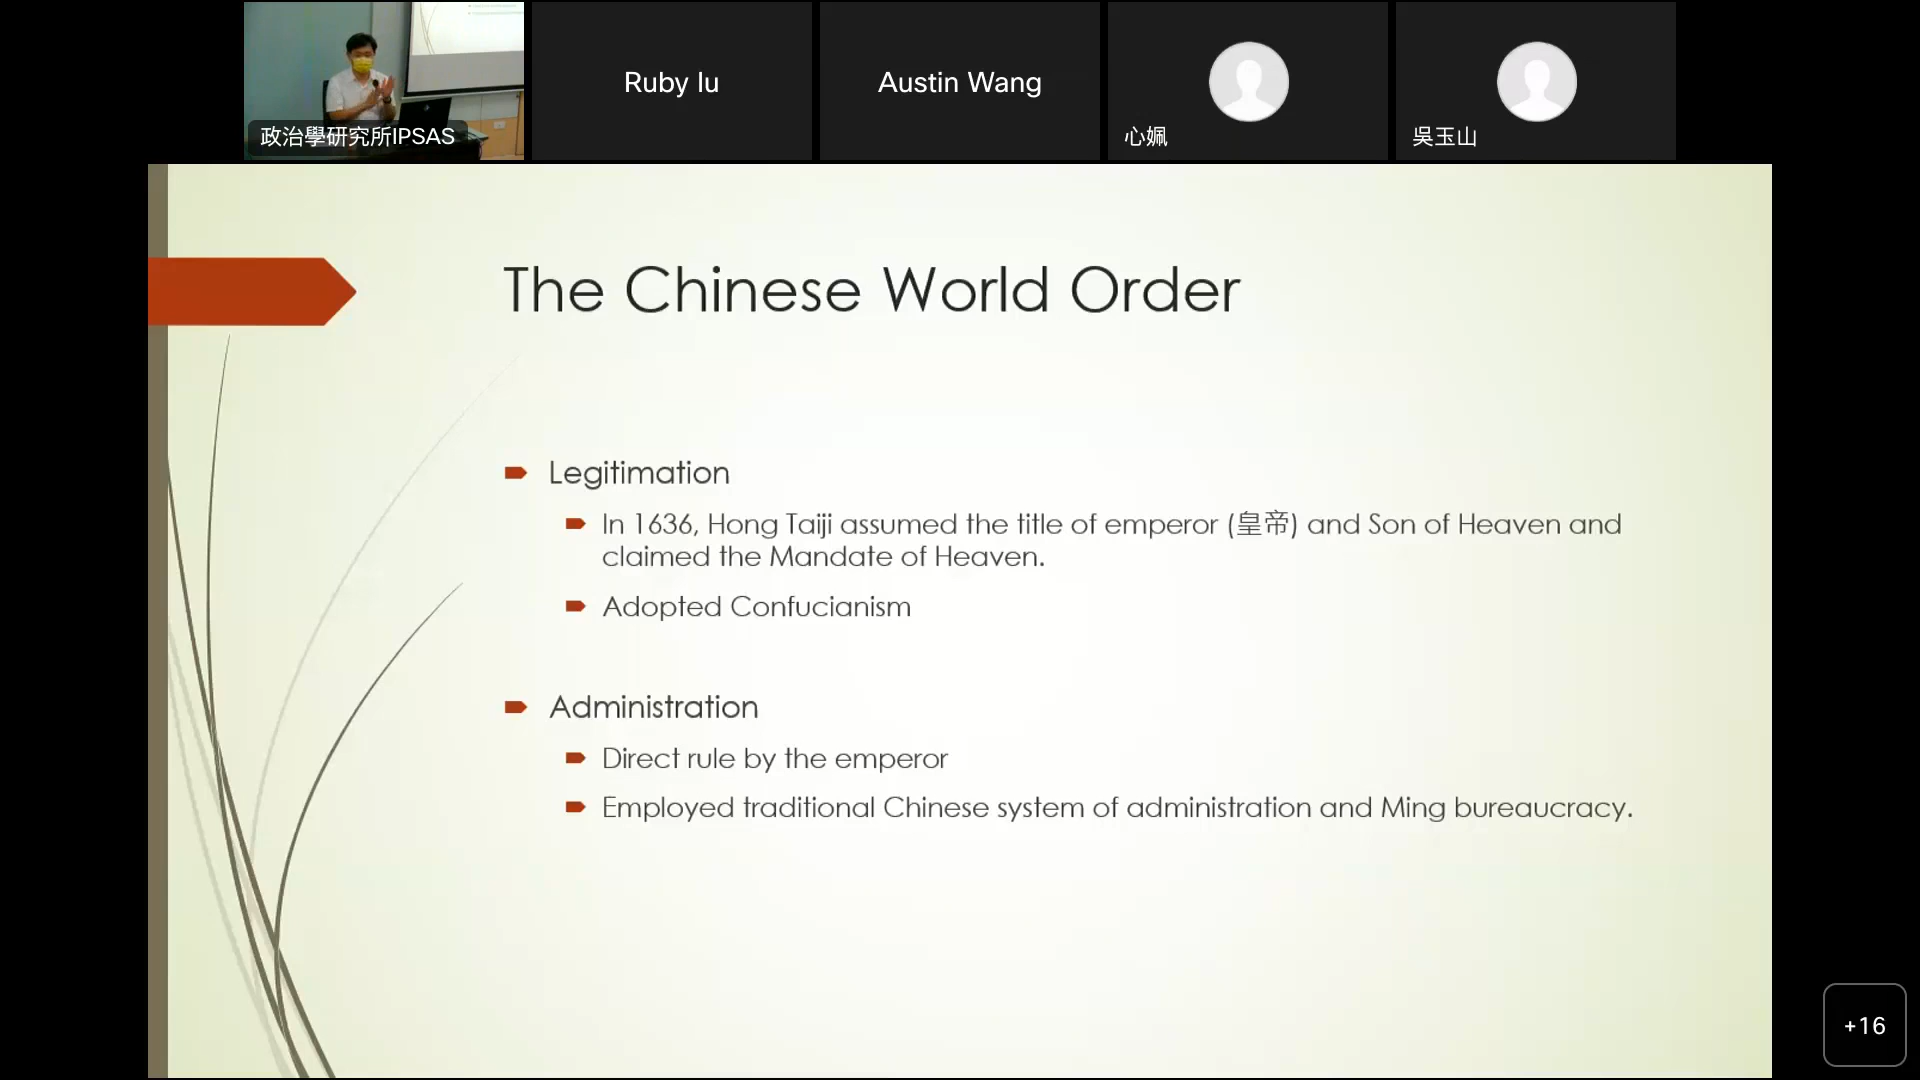 政治學研究所IPSAS
Ruby lu
Austin Wang
心姵
吳玉山
The Chinese World Order
Legitimation
In 1636, Hong Taiji assumed the title of emperor (皇帝) and Son of Heaven and
claimed the Mandate of Heaven.
Adopted Confucianism
Administration
Direct rule by the emperor
Employed traditional Chinese system of administration and Ming bureaucracy.
+16